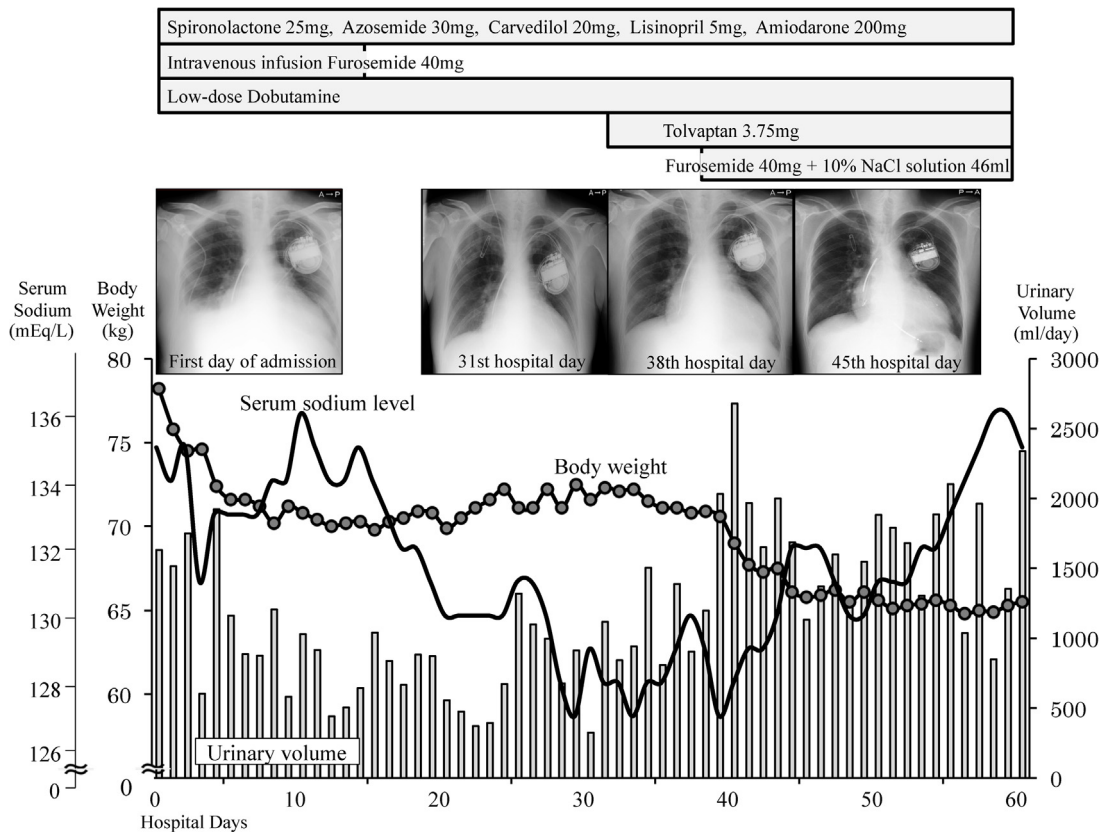 Spironolactone 25mg, Azosemide 30mg, Carvedilol 20mg, Lisinopril 5mg, Amiodarone 200mg
Intravenous infusion Furosemide 40mg
Low-dose Dobutamine
Tolvaptan 3.75mg
Furosemide 40mg + 10% NaCl solution 46ml
A→P
A→P
A→P
P→A
First day of admission
31st hospital day
38th hospital day
45th hospital day
Serum
Sodium
(mEq/L)
Body
Weight
(kg)
Urinary
Volume
(ml/day)
136
134
132
130
128
126
0
80
75
70
65
60
0
3000
2500
2000
1500
1000
500
0
Serum sodium level
Body weight
Urinary volume
0 10 20 30 40 50 60
Hospital Days